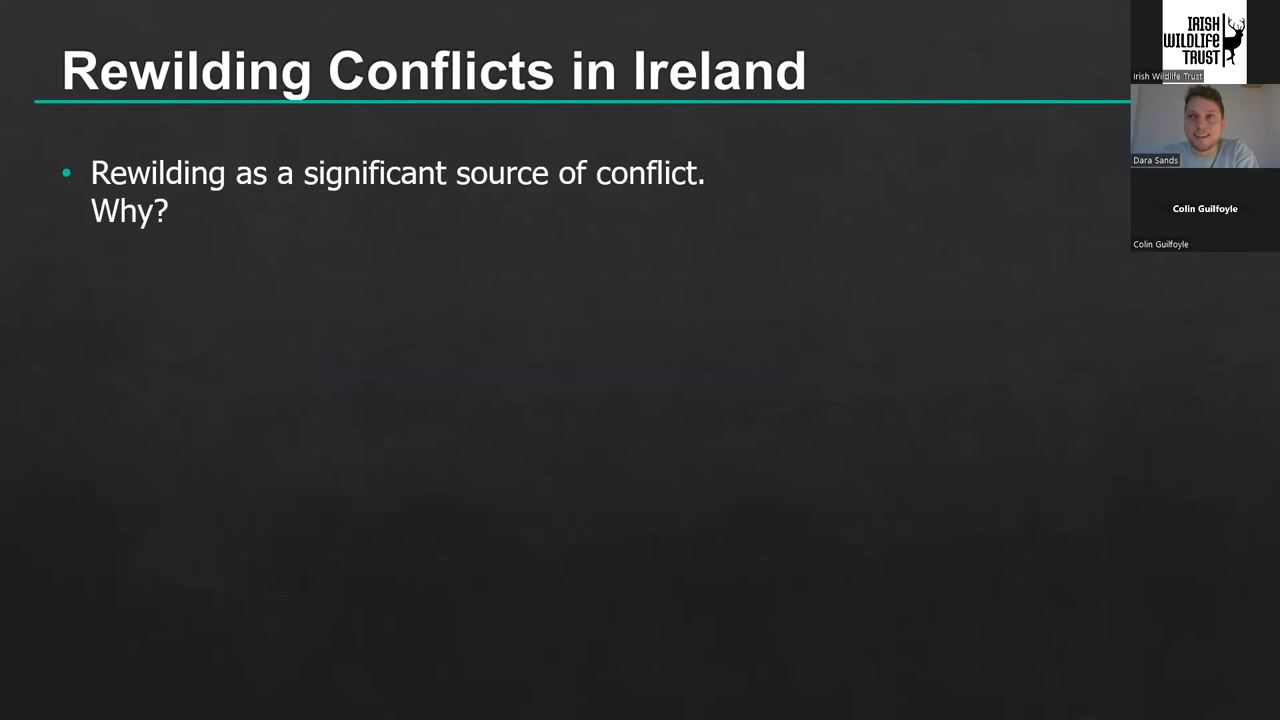 Rewilding Conflicts in Ireland
• Rewilding as a significant source of conflict.
Why?
IRISH
WILDLIFE
TRUST
Irish Wildlife Trust
Dara Sands
Colin Guilfoyle
Colin Guilfoyle